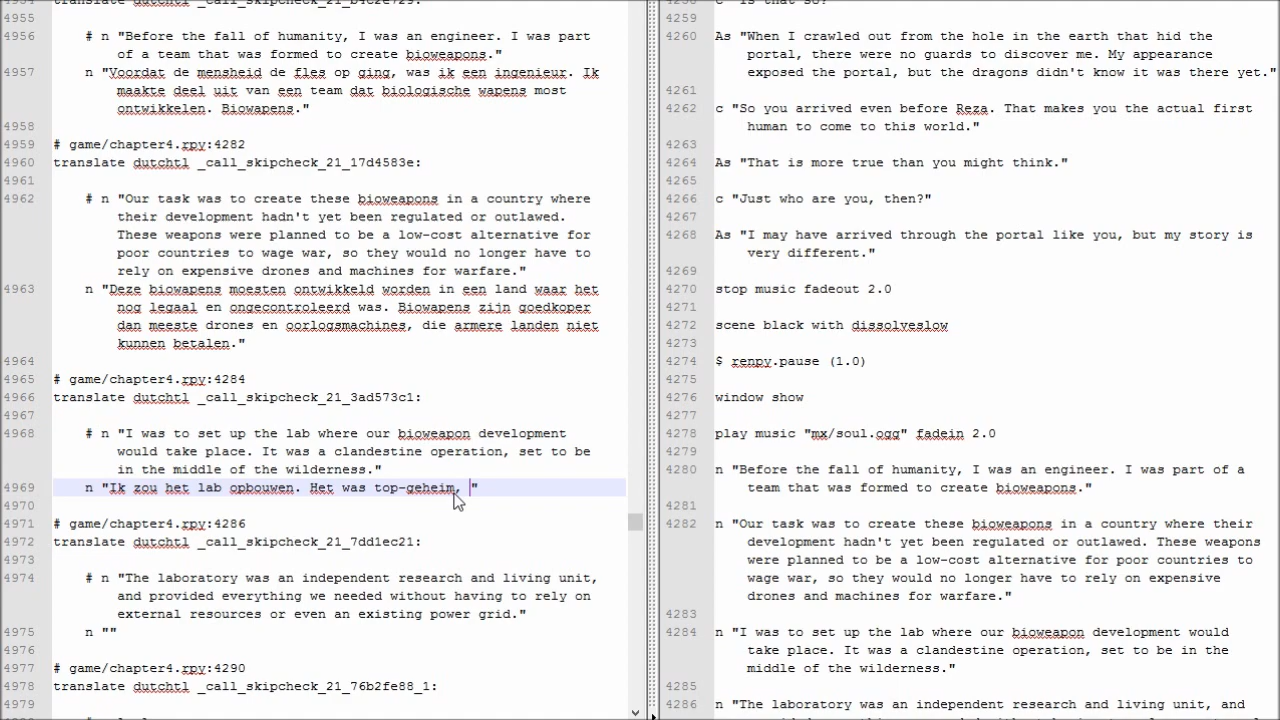 4955
4956 # n "Before the fall of humanity, I was an engineer. I was part
of a team that was formed to create bioweapons."
4957 n "Voordat de mensheid de fles op ging, was ik een ingenieur. Ik
maakte deel uit van een team dat biologische wapens most
ontwikkelen. Biowapens."
4958
4959 # game/chapter4.rpy:4282
4960 translate dutchtl _call_skipcheck_21_17d4583e:
4961
4962 # n "Our task was to create these bioweapons in a country where
their development hadn't yet been regulated or outlawed.
These weapons were planned to be a low-cost alternative for
poor countries to wage war, so they would no longer have to
rely on expensive drones and machines for warfare."
4963 n "Deze biowapens moesten ontwikkeld worden in een land waar het
nog legaal en ongecontroleerd was. Biowapens zijn goedkoper
dan meeste drones en oorlogsmachines, die armere landen niet
kunnen betalen."
4964
4965 # game/chapter4.rpy:4284
4966 translate dutchtl _call_skipcheck_21_3ad573c1:
4967
4968 # n "I was to set up the lab where our bioweapon development
would take place. It was a clandestine operation, set to be
in the middle of the wilderness."
4969 n "Ik zou het lab opbouwen. Het was top-geheim, "
4970
4971 # game/chapter4.rpy:4286
4972 translate dutchtl _call_skipcheck_21_7dd1ec21:
4973
4974 # n "The laboratory was an independent research and living unit,
and provided everything we needed without having to rely on
external resources or even an existing power grid."
4975 n ""
4976
4977 # game/chapter4.rpy:4290
4978 translate dutchtl _call_skipcheck_21_76b2fe88_1:
4979
4259
4260 As "When I crawled out from the hole in the earth that hid the
portal, there were no guards to discover me. My appearance
exposed the portal, but the dragons didn't know it was there yet."
4261
4262 c "So you arrived even before Reza. That makes you the actual first
human to come to this world."
4263
4264 As "That is more true than you might think."
4265
4266 c "Just who are you, then?"
4267
4268 As "I may have arrived through the portal like you, but my story is
very different."
4269
4270 stop music fadeout 2.0
4271
4272 scene black with dissolveslow
4273
4274 $ renpy.pause (1.0)
4275
4276 window show
4277
4278 play music "mx/soul.ogg" fadein 2.0
4279
4280 n "Before the fall of humanity, I was an engineer. I was part of a
team that was formed to create bioweapons."
4281
4282 n "Our task was to create these bioweapons in a country where their
development hadn't yet been regulated or outlawed. These weapons
were planned to be a low-cost alternative for poor countries to
wage war, so they would no longer have to rely on expensive
drones and machines for warfare."
4283
4284 n "I was to set up the lab where our bioweapon development would
take place. It was a clandestine operation, set to be in the
middle of the wilderness."
4285
4286 n "The laboratory was an independent research and living unit, and